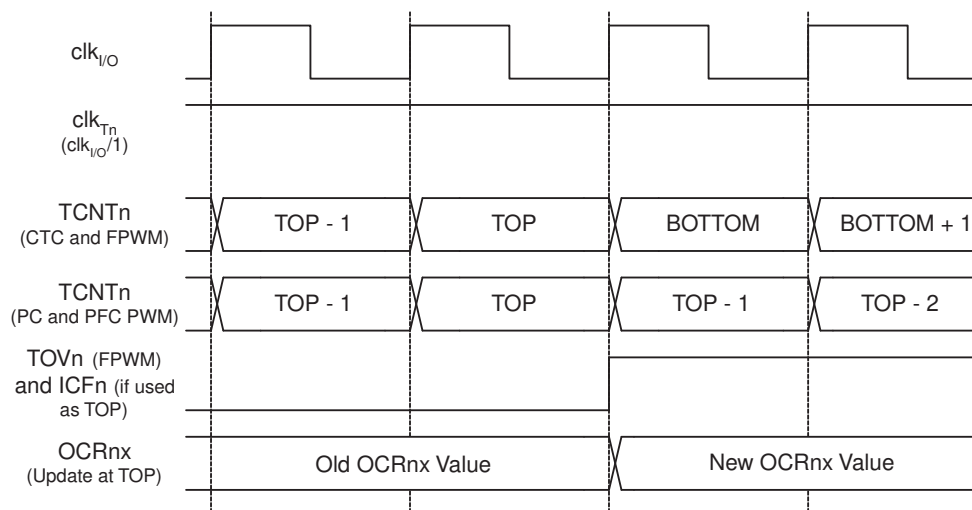 clkI/O
clkTn
(clkI/O/1)
TCNTn
(CTC and FPWM)
TOP - 1
TOP
BOTTOM
BOTTOM + 1
TCNTn
(PC and PFC PWM)
TOP - 1
TOP
TOP - 1
TOP - 2
TOVn (FPWM)
and ICFn (if used
as TOP)
OCRnx
(Update at TOP)
Old OCRnx Value
New OCRnx Value